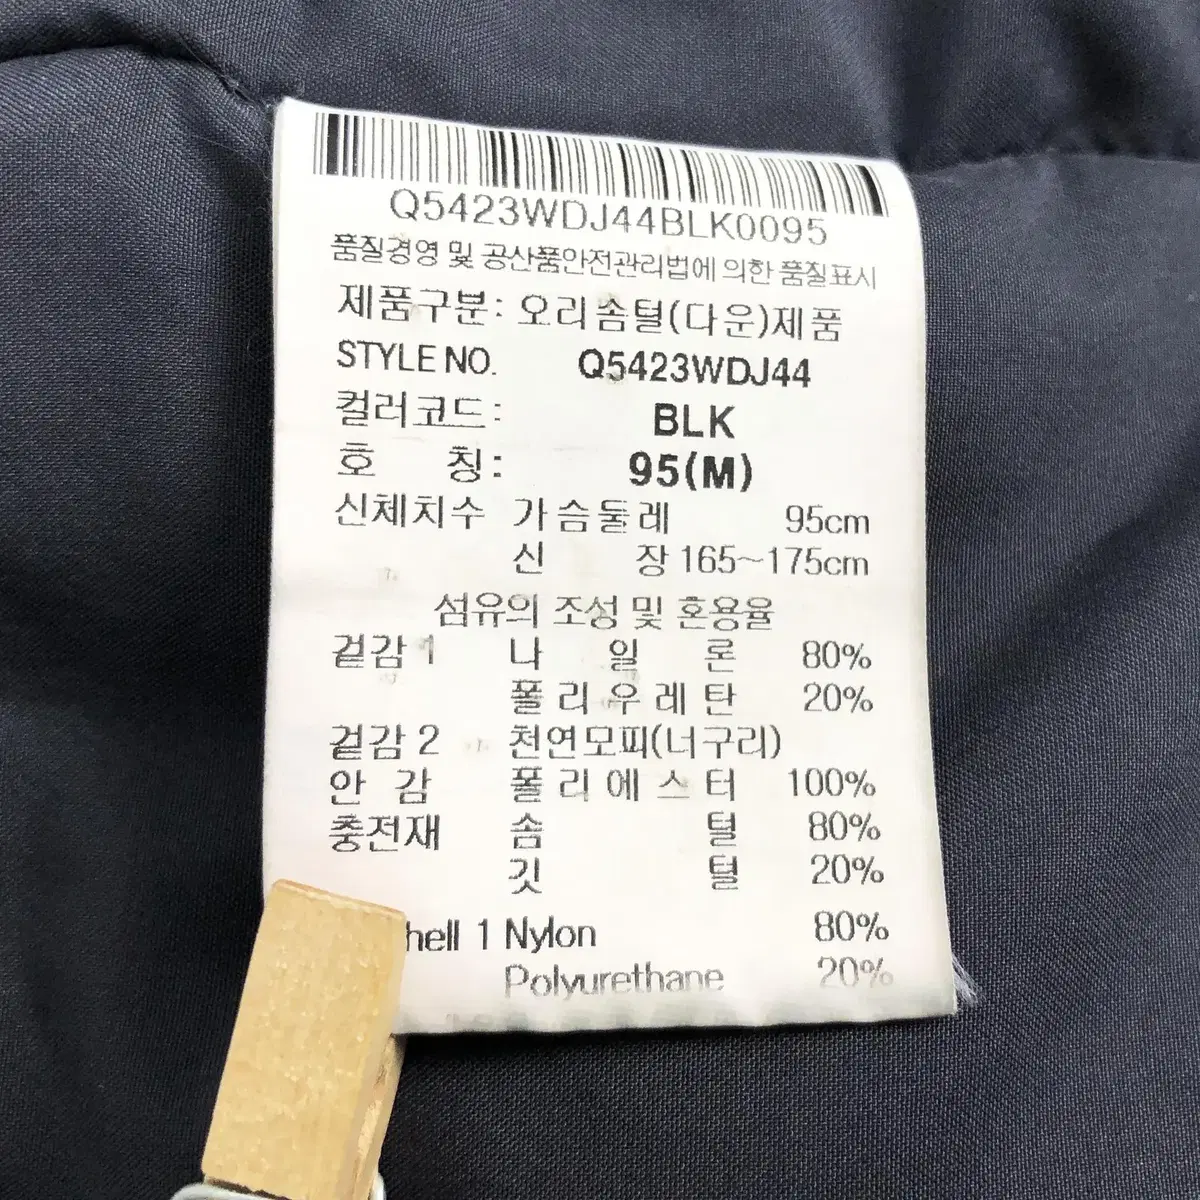 Q5423WDJ44BLK0095
품질경영 및 공산품안전관리법에 의한 품질표시
제품구분: 오리솜털(다운)제품
STYLE NO. Q5423WDJ44
컬러코드: BLK
호 칭: 95(M)
신체치수 가슴둘레 95cm
신 장 165~175cm
섬유의 조성 및 혼용율
겉감 1 나 일 론 80%
폴리우레탄 20%
겉감 2 천연모피(너구리)
안 감 폴리에스터 100%
충전재 솜 털 80%
깃 털 20%
hell 1 Nylon 80%
Polyurethane 20%